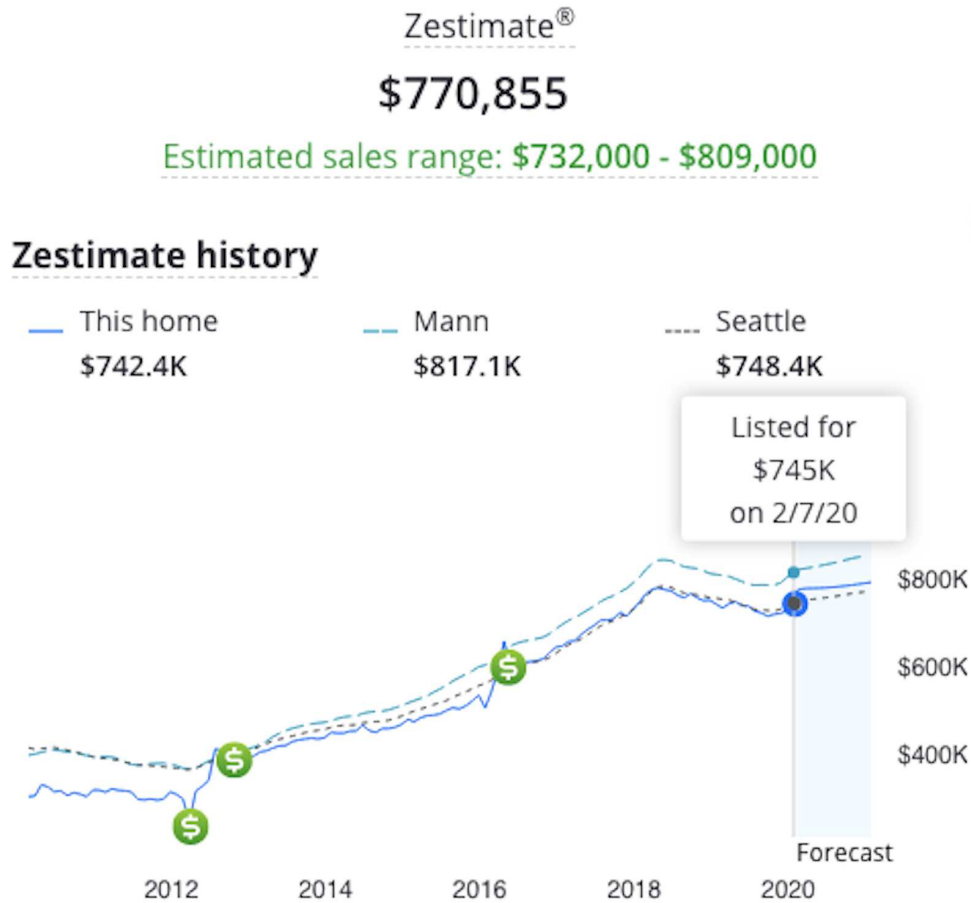 Zestimate®
$770,855
Estimated sales range: $732,000 - $809,000
Zestimate history
This home Mann Seattle
$742.4K $817.1K $748.4K
Listed for
$745K
on 2/7/20
$800K
$600K
$
$400K
$
$
Forecast
2012 2014 2016 2018 2020